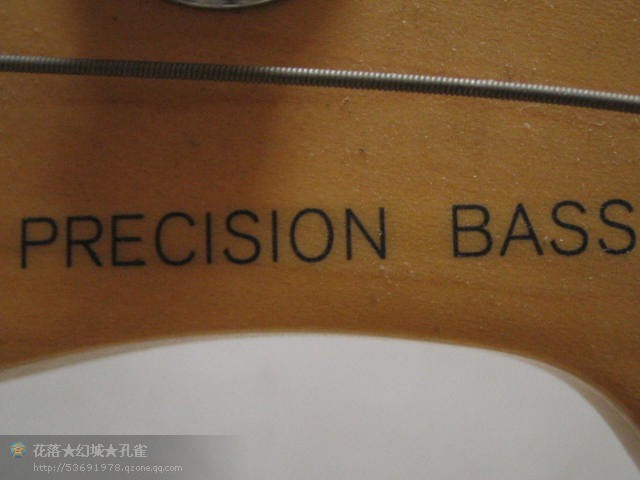 PRECISION BASS
花落★幻城★孔雀
http://53691978.qzone.qq.com